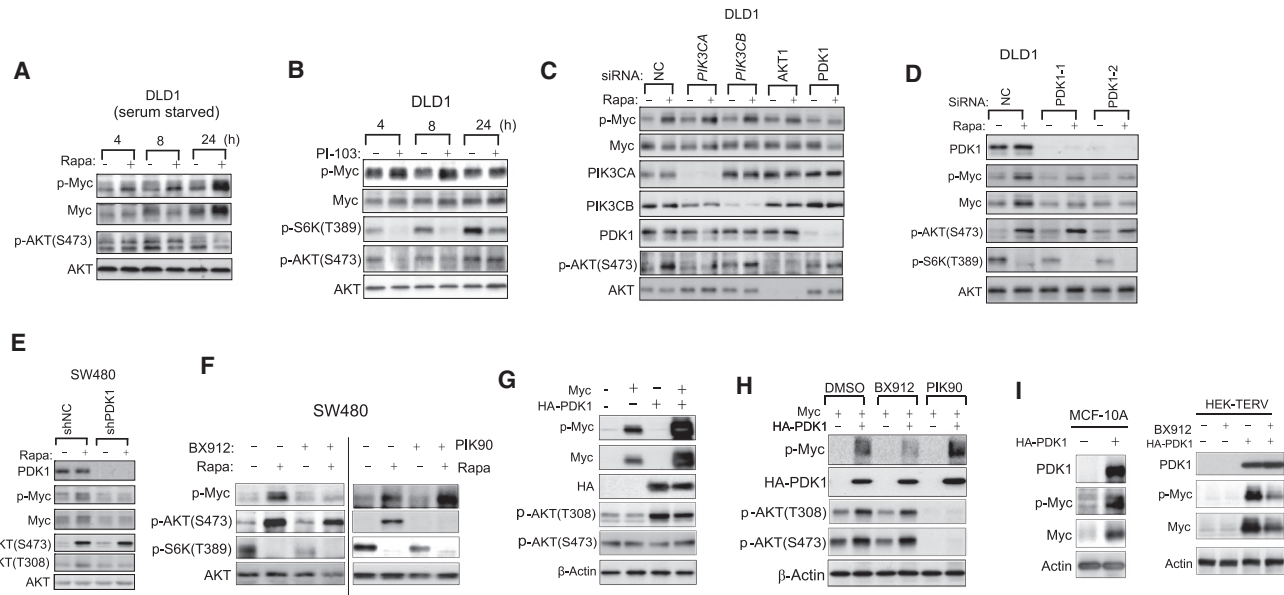 A
DLD1
(serum starved)
4 8 24 (h)
Rapa: – + – + – +
p-Myc
Myc
p-AKT(S473)
AKT
B
DLD1
4 8 24 (h)
PI-103: – + – + – +
p-Myc
Myc
p-S6K(T389)
p-AKT(S473)
AKT
C
DLD1
siRNA: NC PIK3CA PIK3CB AKT1 PDK1
Rapa: – + – + – + – + – +
p-Myc
Myc
PIK3CA
PIK3CB
PDK1
p-AKT(S473)
AKT
D
DLD1
SiRNA: NC PDK1-1 PDK1-2
Rapa: – + – + – +
PDK1
p-Myc
Myc
p-AKT(S473)
p-S6K(T389)
AKT
E
SW480
shNC shPDK1
Rapa: – + – +
PDK1
p-Myc
Myc
AKT(S473)
AKT(T308)
AKT
F
SW480
BX912: – – + + – – + + PIK90
Rapa: – + – + – + – + Rapa
p-Myc
p-AKT(S473)
p-S6K(T389)
AKT
G
Myc - + - +
HA-PDK1 - – + +
p-Myc
Myc
HA
p-AKT(T308)
p-AKT(S473)
β-Actin
H
DMSO BX912 PIK90
Myc + + + + + +
HA-PDK1 – + – + – +
p-Myc
HA-PDK1
p-AKT(T308)
p-AKT(S473)
β-Actin
I
MCF-10A
HA-PDK1 – +
PDK1
p-Myc
Myc
Actin
HEK-TERV
BX912 – + – +
HA-PDK1 – – + +
PDK1
p-Myc
Myc
Actin